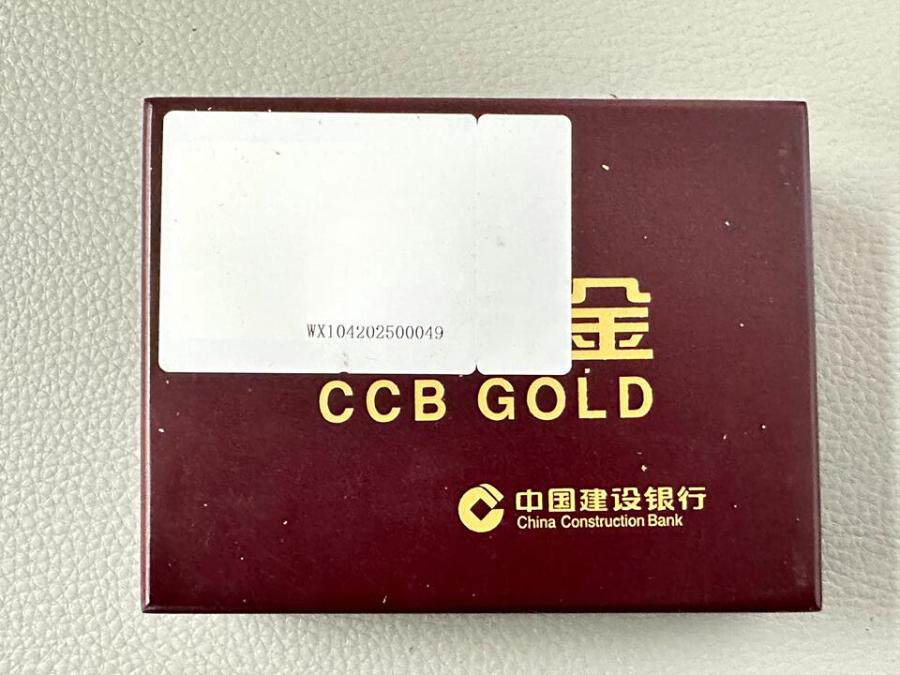 WX104202500049
金
CCB GOLD
中国建设银行
China Construction Bank